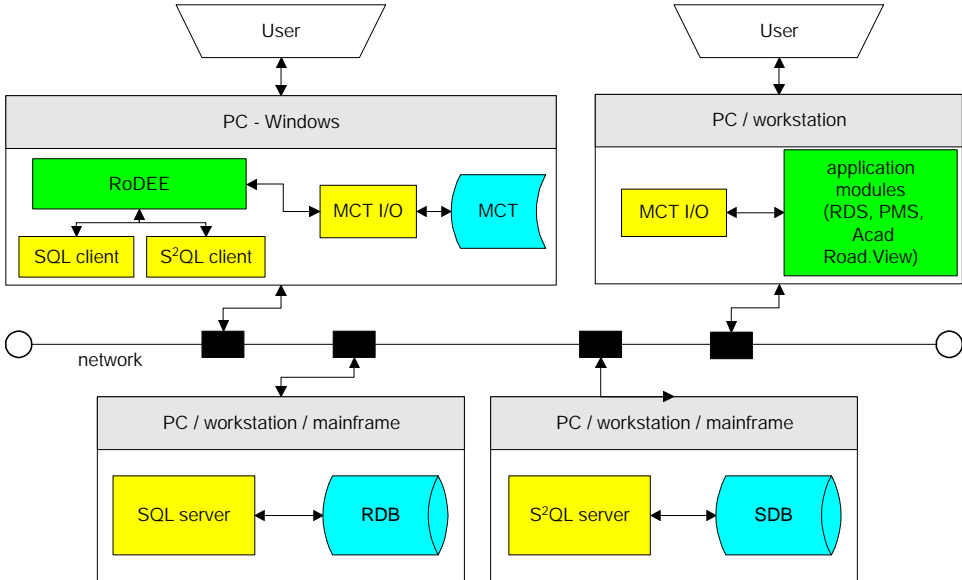 User
User
PC - Windows
PC / workstation
RoDEE
MCT I/O
MCT
SQL client
S²QL client
MCT I/O
application
modules
(RDS, PMS,
Acad
Road.View)
network
PC / workstation / mainframe
PC / workstation / mainframe
SQL server
RDB
S²QL server
SDB